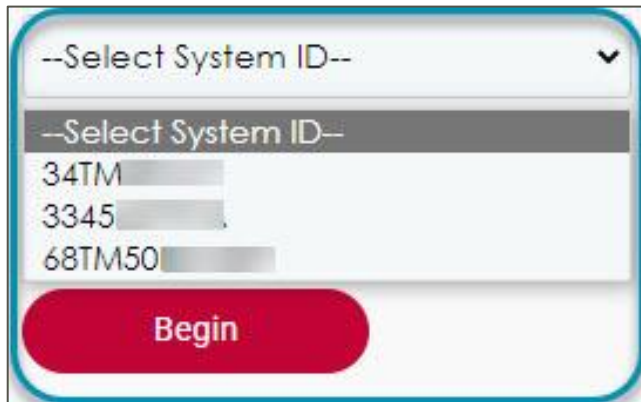 --Select System ID--
--Select System ID--
34TM
3345
68TM50
Begin